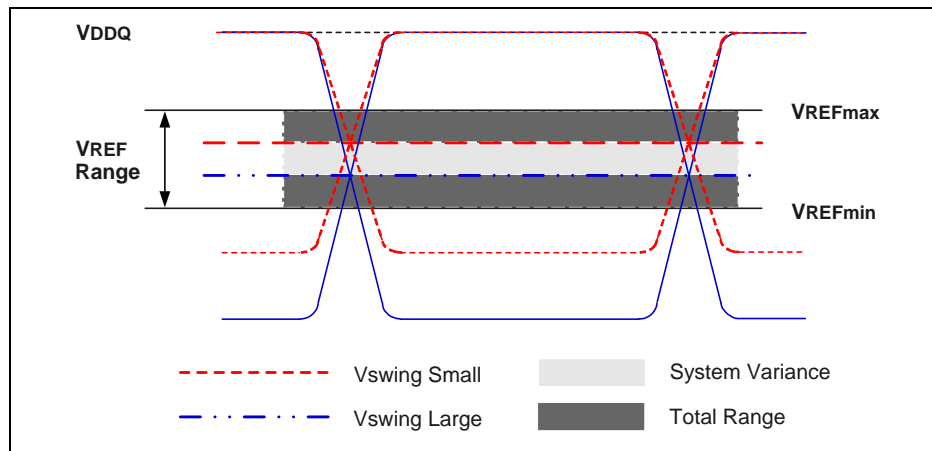 VDDQ
VREFmax
VREF
Range
VREFmin
Vswing Small
System Variance
Vswing Large
Total Range